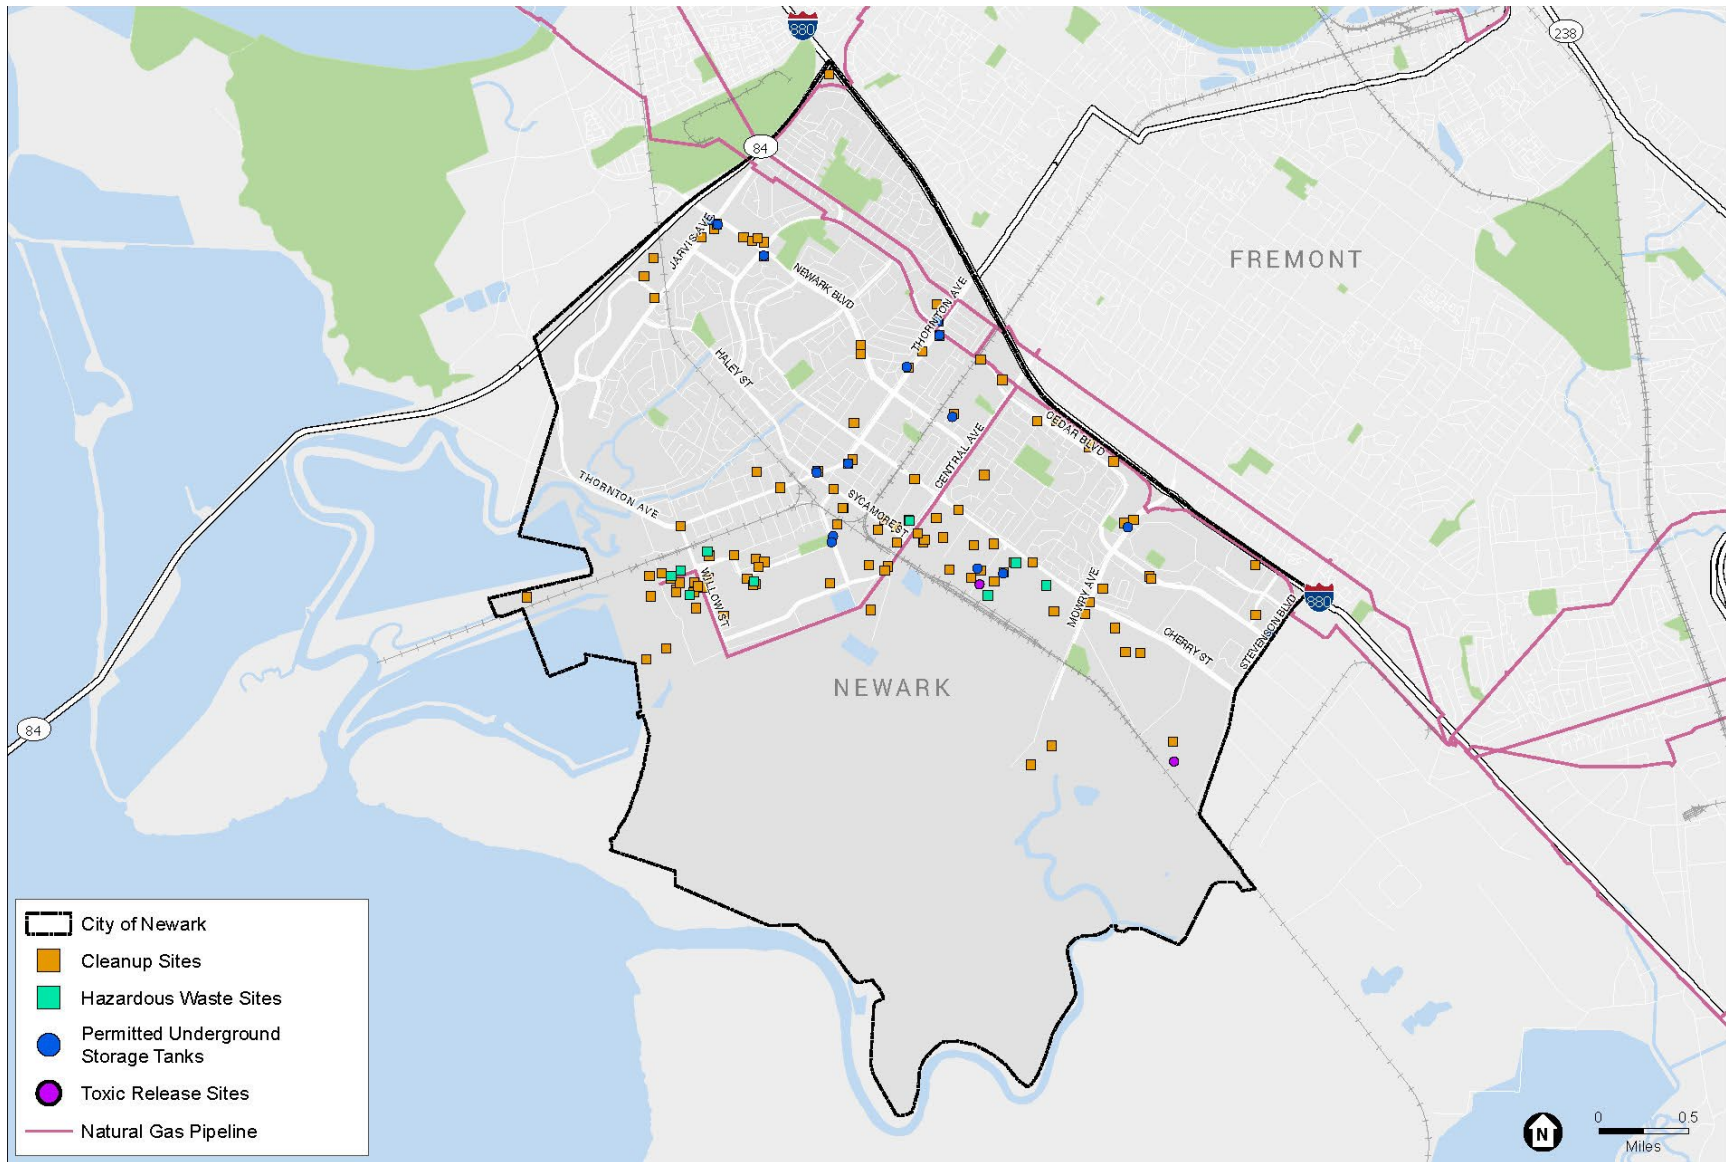 880
238
84
JARVIS AVE
FREMONT
NEWARK BLVD
THORNTON AVE
HALEY ST
CEDAR BLVD
CENTRAL AVE
THORNTON AVE
SYCAMORE ST
WILLOW ST
MOWRY AVE
880
CHERRY ST
STEVENSON BLVD
NEWARK
84
City of Newark
Cleanup Sites
Hazardous Waste Sites
Permitted Underground
Storage Tanks
Toxic Release Sites
Natural Gas Pipeline
N
0 0.5
Miles